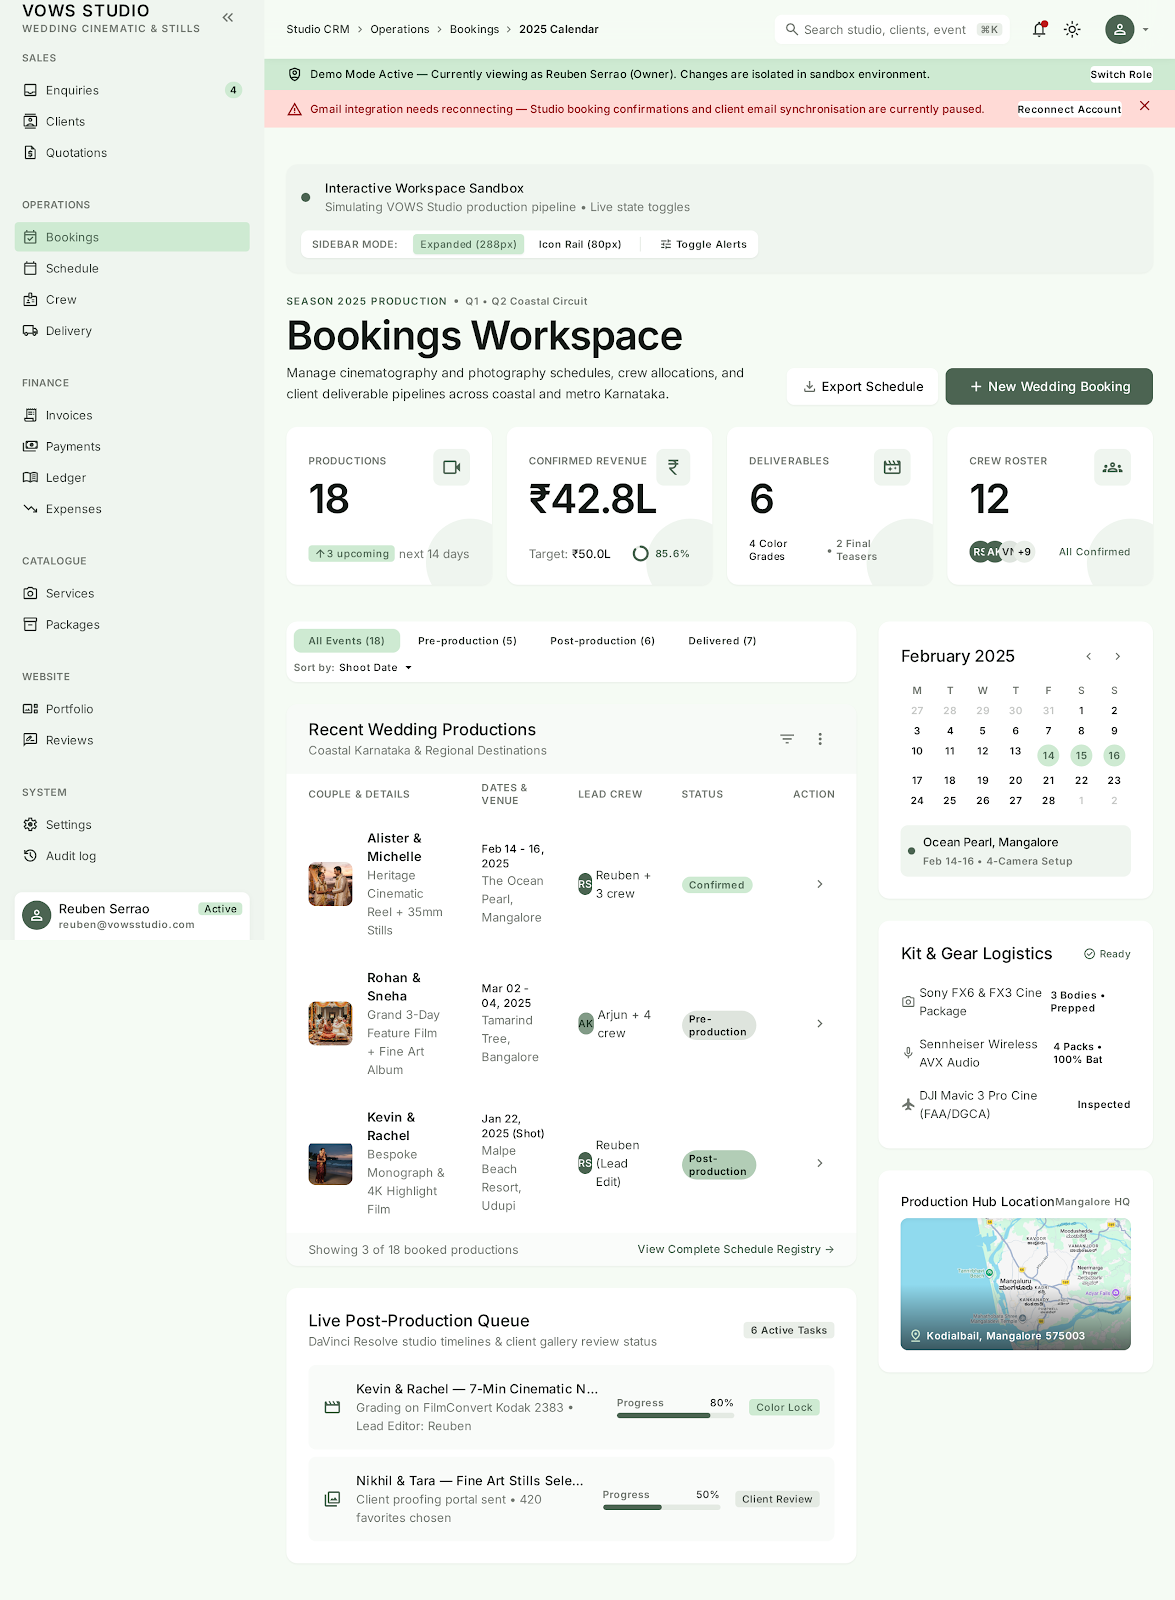 VOWS STUDIO
WEDDING CINEMATIC & STILLS
SALES
Enquiries
4
Clients
Quotations
OPERATIONS
Bookings
Schedule
Crew
Delivery
FINANCE
Invoices
Payments
Ledger
Expenses
CATALOGUE
Services
Packages
WEBSITE
Portfolio
Reviews
SYSTEM
Settings
Audit log
Reuben Serrao
Active
reuben@vowsstudio.com
Studio CRM > Operations > Bookings > 2025 Calendar
Search studio, clients, event
⌘K
Demo Mode Active — Currently viewing as Reuben Serrao (Owner). Changes are isolated in sandbox environment.
Switch Role
Gmail integration needs reconnecting — Studio booking confirmations and client email synchronisation are currently paused.
Reconnect Account
Interactive Workspace Sandbox
Simulating VOWS Studio production pipeline • Live state toggles
SIDEBAR MODE:
Expanded (288px)
Icon Rail (80px)
Toggle Alerts
SEASON 2025 PRODUCTION • Q1 • Q2 Coastal Circuit
Bookings Workspace
Manage cinematography and photography schedules, crew allocations, and
client deliverable pipelines across coastal and metro Karnataka.
Export Schedule
New Wedding Booking
PRODUCTIONS
18
3 upcoming
next 14 days
CONFIRMED REVENUE
₹
₹42.8L
Target: ₹50.0L
85.6%
DELIVERABLES
6
4 Color
Grades
• 2 Final
Teasers
CREW ROSTER
12
RS
AK
VN
+9
All Confirmed
All Events (18)
Pre-production (5)
Post-production (6)
Delivered (7)
Sort by: Shoot Date
Recent Wedding Productions
Coastal Karnataka & Regional Destinations
COUPLE & DETAILS
DATES &
VENUE
LEAD CREW
STATUS
ACTION
Alister &
Michelle
Heritage
Cinematic
Reel + 35mm
Stills
Feb 14 - 16,
2025
The Ocean
Pearl,
Mangalore
RS
Reuben +
3 crew
Confirmed
Rohan &
Sneha
Grand 3-Day
Feature Film
+ Fine Art
Album
Mar 02 -
04, 2025
Tamarind
Tree,
Bangalore
AK
Arjun + 4
crew
Pre-
production
Kevin &
Rachel
Bespoke
Monograph &
4K Highlight
Film
Jan 22,
2025 (Shot)
Malpe
Beach
Resort,
Udupi
RS
Reuben
(Lead
Edit)
Post-
production
Showing 3 of 18 booked productions
View Complete Schedule Registry →
Live Post-Production Queue
DaVinci Resolve studio timelines & client gallery review status
6 Active Tasks
Kevin & Rachel — 7-Min Cinematic N...
Grading on FilmConvert Kodak 2383 •
Lead Editor: Reuben
Progress
80%
Color Lock
Nikhil & Tara — Fine Art Stills Sele...
Client proofing portal sent • 420
favorites chosen
Progress
50%
Client Review
February 2025
M T W T F S S
27 28 29 30 31 1 2
3 4 5 6 7 8 9
10 11 12 13 14 15 16
17 18 19 20 21 22 23
24 25 26 27 28 1 2
Ocean Pearl, Mangalore
Feb 14-16 • 4-Camera Setup
Kit & Gear Logistics
Ready
Sony FX6 & FX3 Cine
Package
3 Bodies •
Prepped
Sennheiser Wireless
AVX Audio
4 Packs •
100% Bat
DJI Mavic 3 Pro Cine
(FAA/DGCA)
Inspected
Production Hub Location
Mangalore HQ
Mangaluru
ಮಂಗಳೂರು
Kodialbail, Mangalore 575003